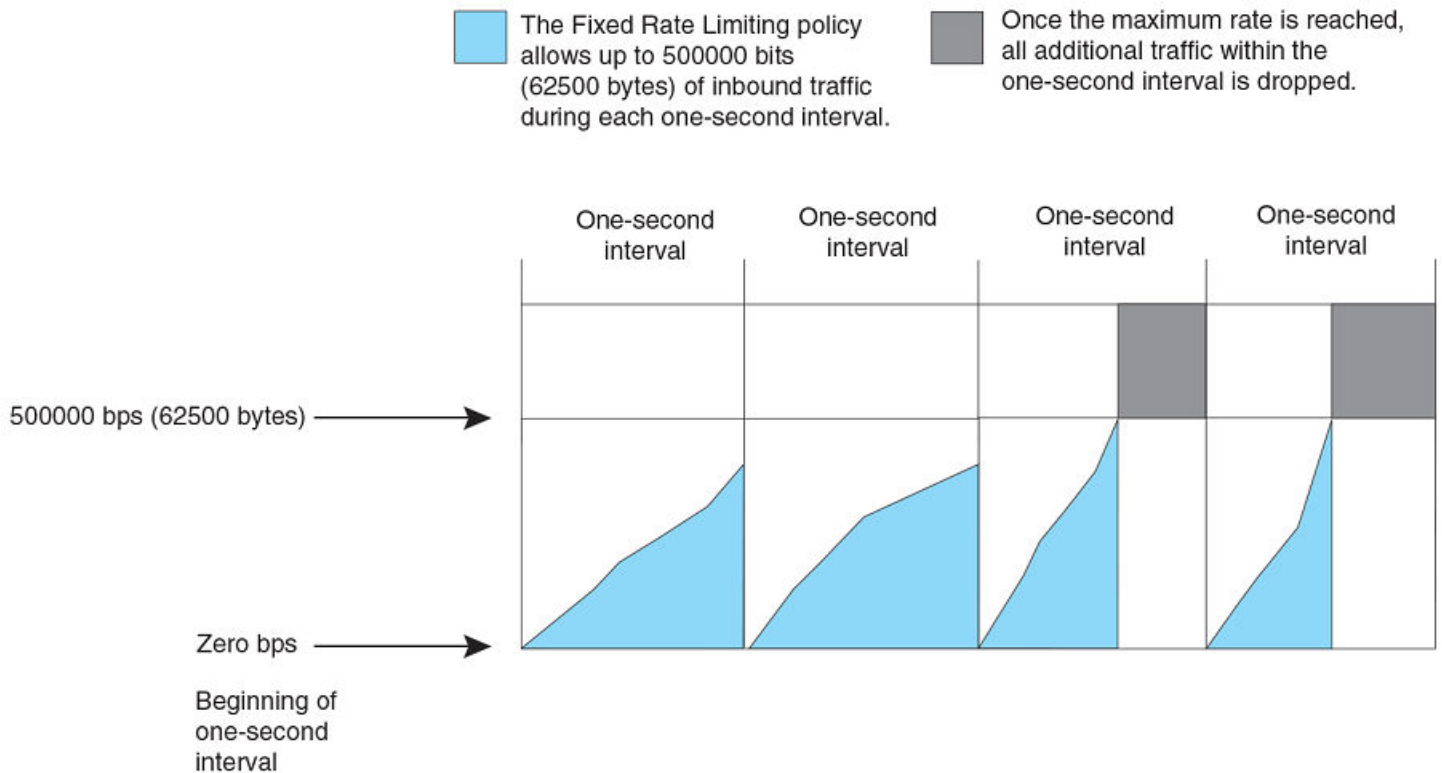 The Fixed Rate Limiting policy
allows up to 500000 bits
(62500 bytes) of inbound traffic
during each one-second interval.
Once the maximum rate is reached,
all additional traffic within the
one-second interval is dropped.
One-second
interval
One-second
interval
One-second
interval
One-second
interval
500000 bps (62500 bytes)
Zero bps
Beginning of
one-second
interval